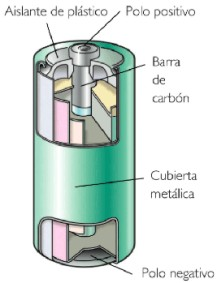 Aislante de plástico
Polo positivo
Barra
de
carbón
Cubierta
metálica
Polo negativo